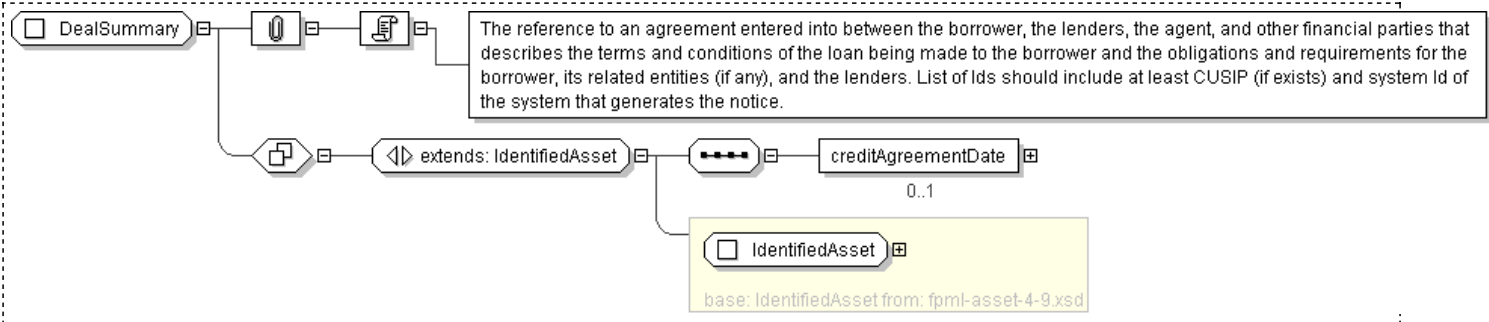 DealSummary
The reference to an agreement entered into between the borrower, the lenders, the agent, and other financial parties that
describes the terms and conditions of the loan being made to the borrower and the obligations and requirements for the
borrower, its related entities (if any), and the lenders. List of Ids should include at least CUSIP (if exists) and system Id of
the system that generates the notice.
extends: IdentifiedAsset
creditAgreementDate
0..1
IdentifiedAsset
base: IdentifiedAsset from: fpml-asset-4-9.xsd